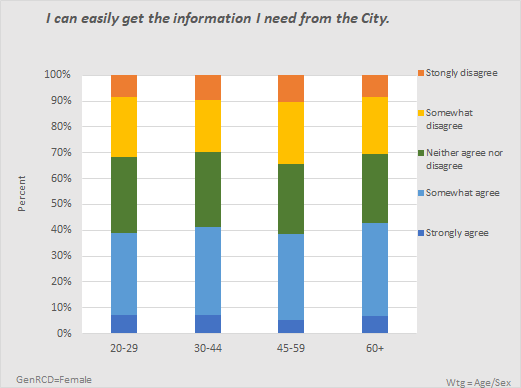 I can easily get the information I need from the City.
100%
90%
80%
70%
60%
50%
40%
30%
20%
10%
0%
Percent
20-29
30-44
45-59
60+
Stongly disagree
Somewhat
disagree
Neither agree nor
disagree
Somewhat agree
Strongly agree
GenRCD=Female
Wtg = Age/Sex